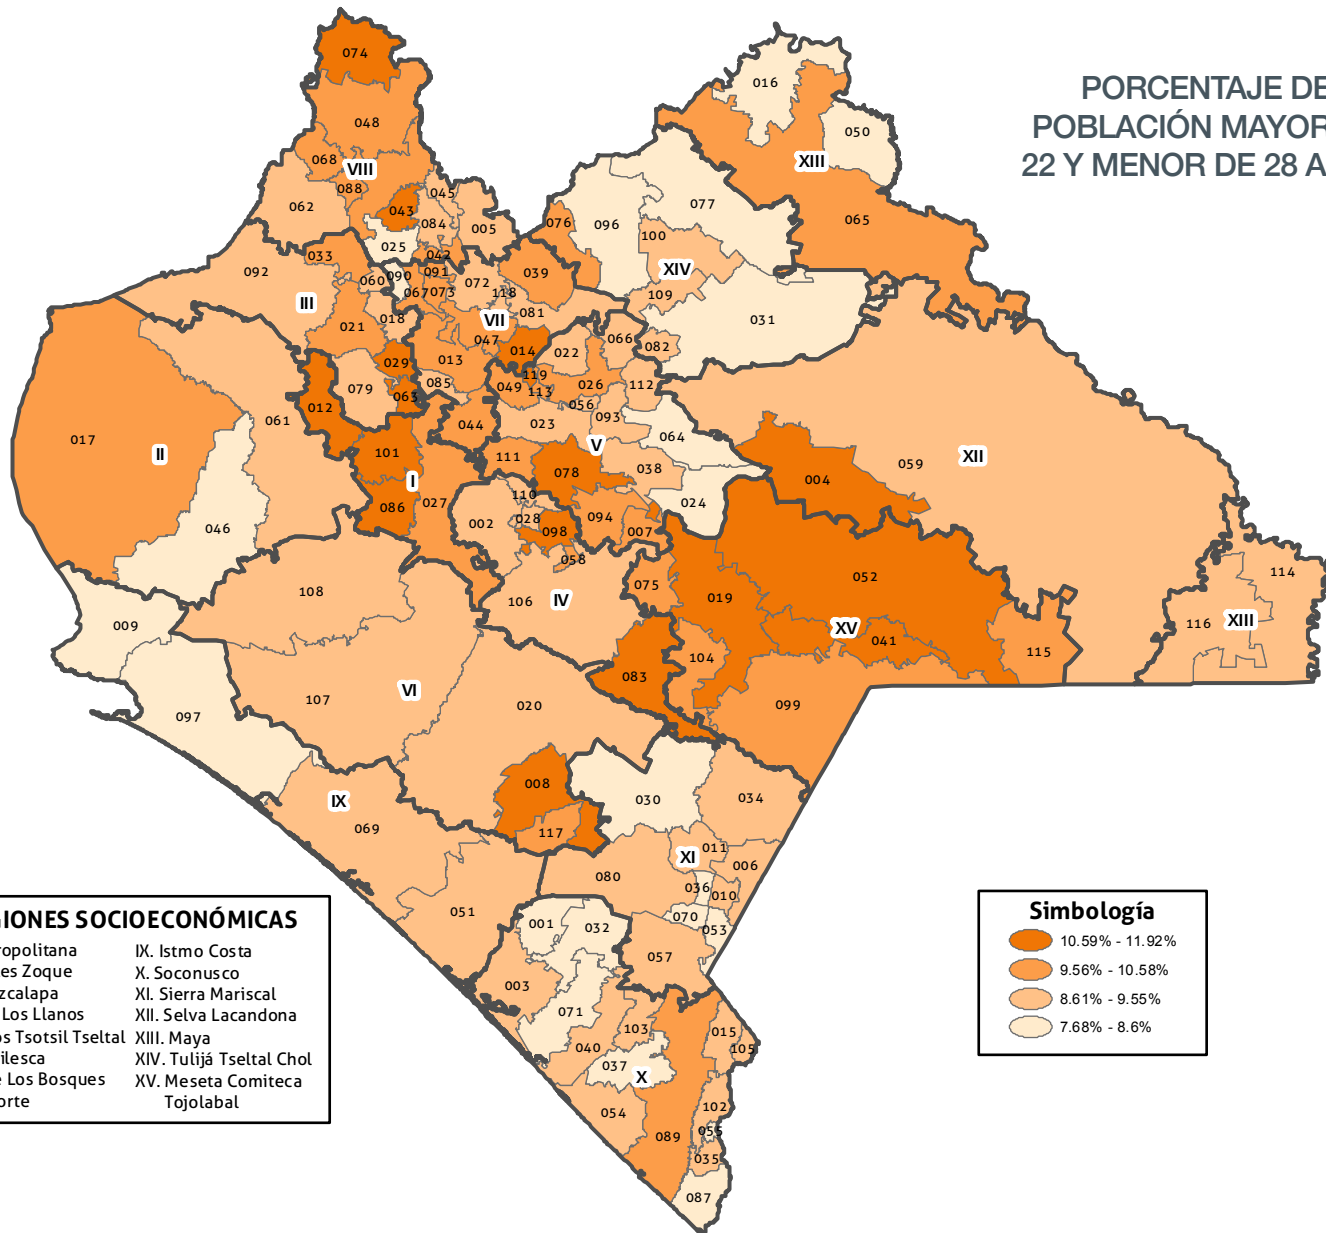 PORCENTAJE DE
POBLACIÓN MAYOR
22 Y MENOR DE 28 A
074
016
048
050
068
VIII
XIII
088
045
077
062
043
084
005
076
096
065
025
100
033
042
092
060
090
091
072
039
XIV
III
067
073
118
109
018
081
021
VII
031
047
066
082
029
013
014
022
079
085
049
119
026
112
063
113
012
056
017
061
044
023
093
II
064
V
101
111
059
XII
I
078
038
004
086
027
110
024
002
028
094
046
098
007
058
114
108
075
052
106
IV
019
009
116
XIII
XV
041
104
115
083
VI
107
099
020
097
008
030
034
IX
069
117
011
XI
006
080
036
010
051
001
032
070
053
057
003
071
103
015
040
105
037
X
054
102
089
055
035
087
GIONES SOCIOECONÓMICAS
ropolitana
es Zoque
zcalapa
Los Llanos
os Tsotsil Tseltal
ilesca
e Los Bosques
orte
IX. Istmo Costa
X. Soconusco
XI. Sierra Mariscal
XII. Selva Lacandona
XIII. Maya
XIV. Tulijá Tseltal Chol
XV. Meseta Comiteca
Tojolabal
Simbología
10.59% - 11.92%
9.56% - 10.58%
8.61% - 9.55%
7.68% - 8.6%